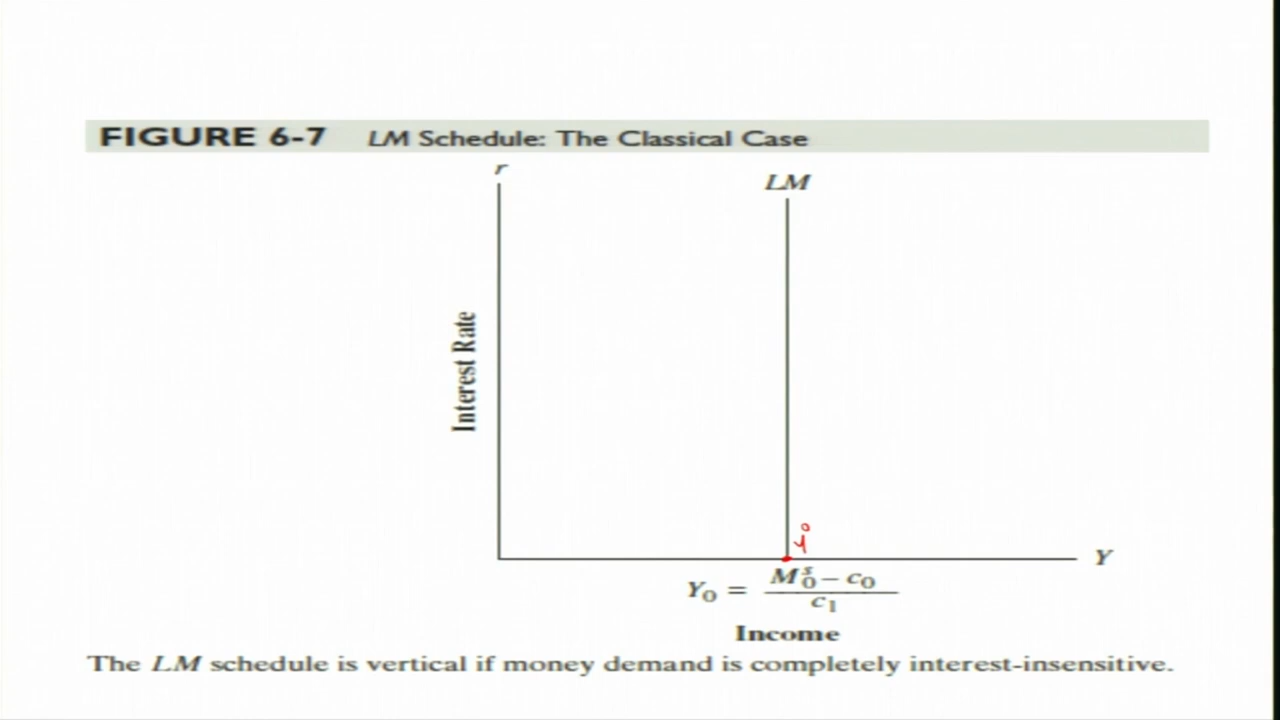 FIGURE 6-7 LM Schedule: The Classical Case
r
LM
Interest Rate
Y⁰
Y
Y₀ = (M₀ˢ − c₀) / c₁
Income
The LM schedule is vertical if money demand is completely interest-insensitive.